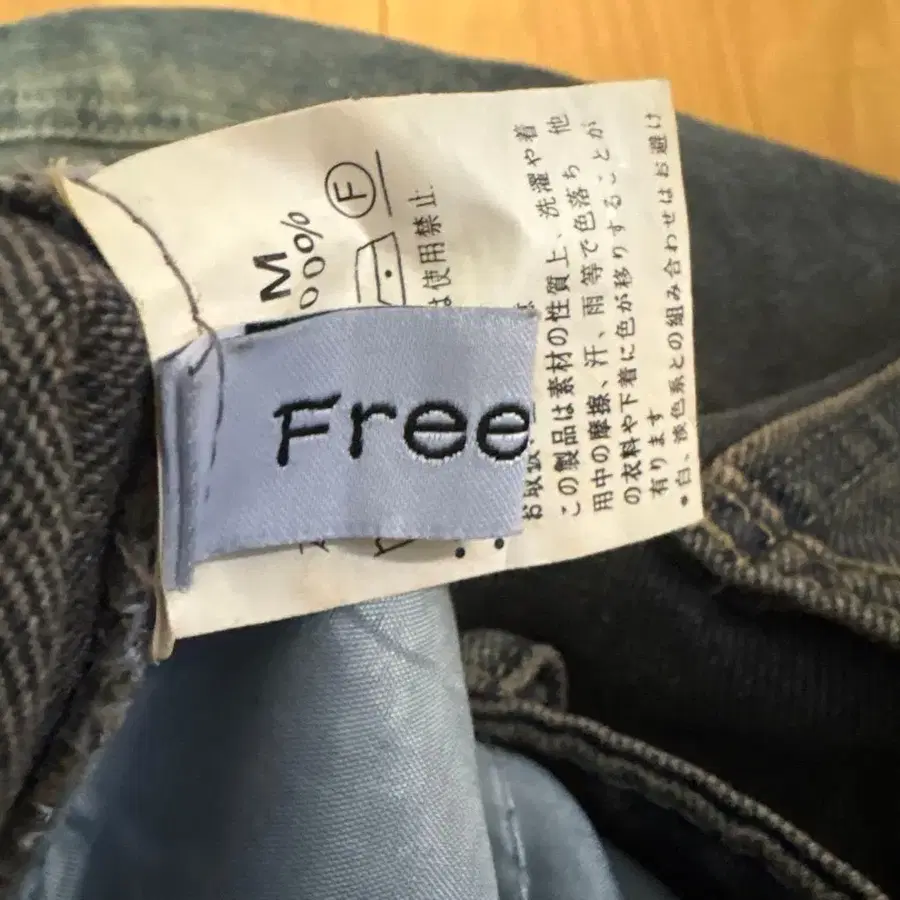 Free
M
00%
F
使用禁止
お取扱
この製品は素材の性質上、洗濯や着
用中の摩擦、汗、雨等で色落ち 他
の衣料や下着に色が移りすることが
有ります
•白、淡色系との組み合わせはお避け